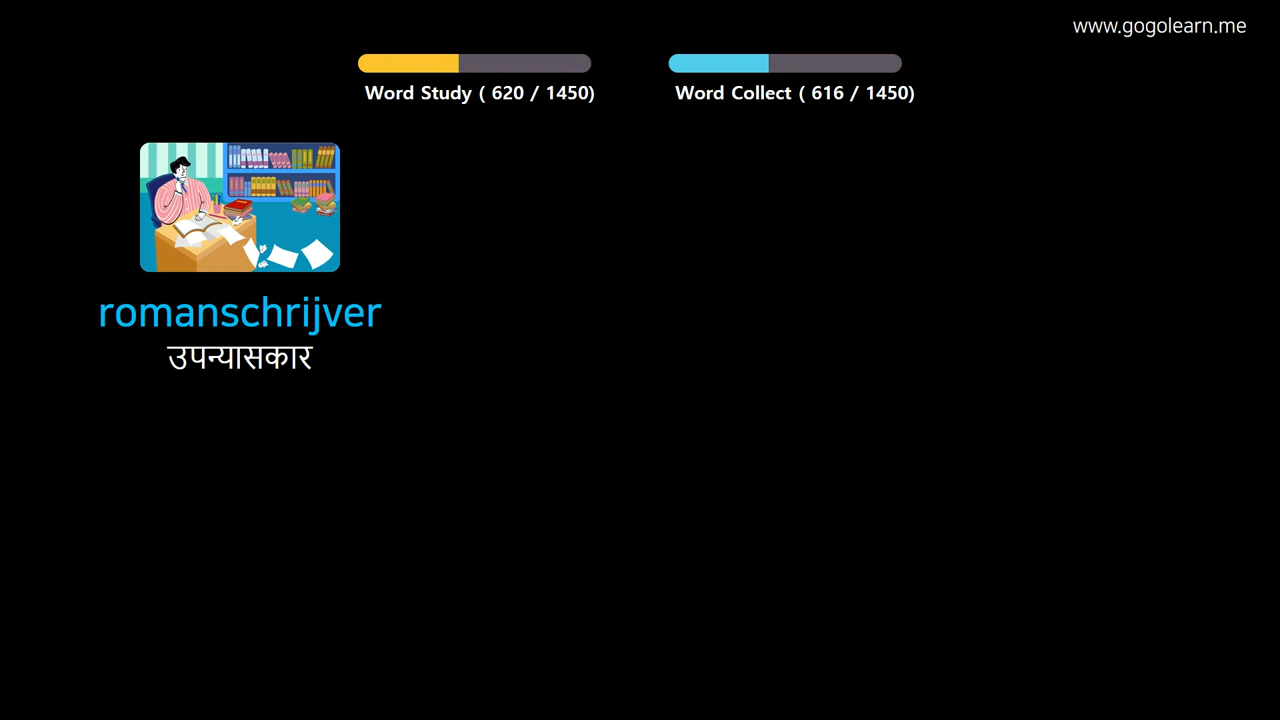 www.gogolearn.me
Word Study ( 620 / 1450)
Word Collect ( 616 / 1450)
romanschrijver
उपन्यासकार